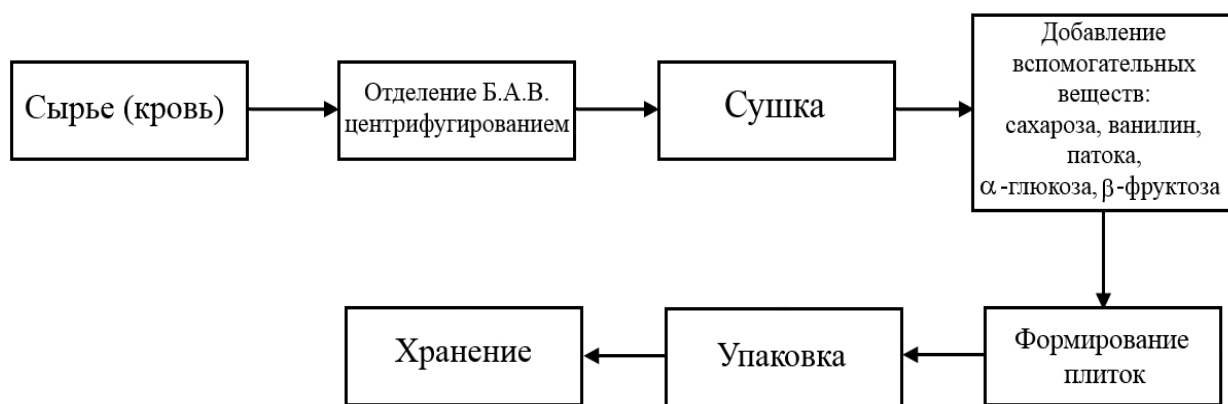 Сырье (кровь)
Отделение Б.А.В.
центрифугированием
Сушка
Добавление
вспомогательных
веществ:
сахароза, ванилин,
патока,
α-глюкоза, β-фруктоза
Формирование
плиток
Упаковка
Хранение